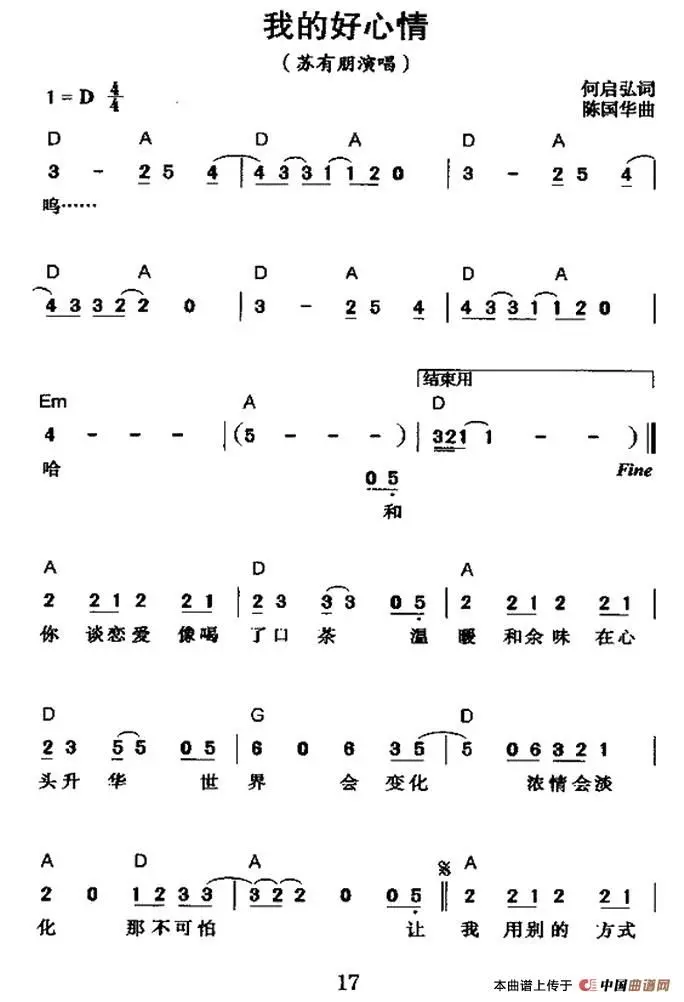 我的好心情
（苏有朋演唱）
1 = D 4/4
何启弘词
陈国华曲
D A D A D A
3 - 2 5 4 | 4 3 3 1 1 2 0 | 3 - 2 5 4 |
呜……
D A D A D A
4 3 3 2 2 0 | 3 - 2 5 4 | 4 3 3 1 1 2 0 |
结束用
Em A D
4 - - - | ( 5 - - - ) | 3 2 1 1 - - ) ||
哈 Fine
0 5
和
A D A
2 2 1 2 2 1 | 2 3 3 3 0 5 | 2 2 1 2 2 1 |
你 谈恋爱 像喝 了口 茶 温 暖 和余味 在心
D G D
2 3 5 5 0 5 | 6 0 6 3 5 | 5 0 6 3 2 1 |
头升 华 世 界 会 变化 浓情会淡
A D A A
2 0 1 2 3 3 | 3 2 2 0 0 5 || 2 2 1 2 2 1 |
化 那不可怕 让 我 用别的 方式
17
本曲谱上传于 中国曲谱网